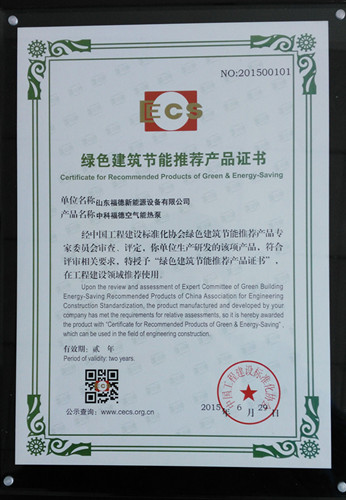 NO:201500101
ECS
绿色建筑节能推荐产品证书
Certificate for Recommended Products of Green & Energy-Saving
单位名称:山东福德新能源设备有限公司
产品名称:中科福德空气能热泵
经中国工程建设标准化协会绿色建筑节能推荐产品专
家委员会审查、评定，你单位生产研发的该项产品，符合
评审相关要求，特授予“绿色建筑节能推荐产品证书”，
在工程建设领域推荐使用。
Upon the review and assessment of Expert Committee of Green Building
Energy-Saving Recommended Products of China Association for Engineering
Construction Standardization, the product manufactured and developed by your
company has met the requirements for relative assessments, so it is hereby awarded
the product with “Certificate for Recommended Products of Green & Energy-Saving” ,
which can be used in the field of engineering construction.
有效期：贰 年
Period of validity: two years.
中国工程建设标准化协会
2015年 6 月 29日
公示查询：www.cecs.org.cn